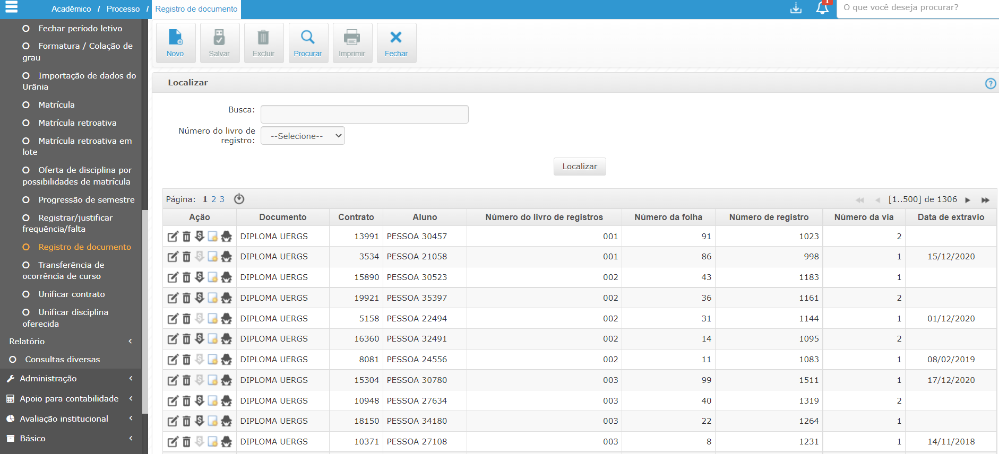 Acadêmico / Processo / Registro de documento
1
O que você deseja procurar?
Fechar período letivo
Formatura / Colação de
grau
Importação de dados do
Urânia
Matrícula
Matrícula retroativa
Matrícula retroativa em
lote
Oferta de disciplina por
possibilidades de matrícula
Progressão de semestre
Registrar/justificar
frequência/falta
Registro de documento
Transferência de
ocorrência de curso
Unificar contrato
Unificar disciplina
oferecida
Relatório
Consultas diversas
Administração
Apoio para contabilidade
Avaliação institucional
Básico
Novo Salvar Excluir Procurar Imprimir Fechar
Localizar
?
Busca:
Número do livro de
registro:
--Selecione--
Localizar
Página: 1 2 3 [1..500] de 1306
Ação Documento Contrato Aluno Número do livro de registros Número da folha Número de registro Número da via Data de extravio
DIPLOMA UERGS 13991 PESSOA 30457 001 91 1023 2
DIPLOMA UERGS 3534 PESSOA 21058 001 86 998 1 15/12/2020
DIPLOMA UERGS 15890 PESSOA 30523 002 43 1183 1
DIPLOMA UERGS 19921 PESSOA 35397 002 36 1161 2
DIPLOMA UERGS 5158 PESSOA 22494 002 31 1144 1 01/12/2020
DIPLOMA UERGS 16360 PESSOA 32491 002 14 1095 2
DIPLOMA UERGS 8081 PESSOA 24556 002 11 1083 1 08/02/2019
DIPLOMA UERGS 15304 PESSOA 30780 003 99 1511 1 17/12/2020
DIPLOMA UERGS 10948 PESSOA 27634 003 40 1319 2
DIPLOMA UERGS 18150 PESSOA 34180 003 22 1264 1
DIPLOMA UERGS 10371 PESSOA 27108 003 8 1231 1 14/11/2018